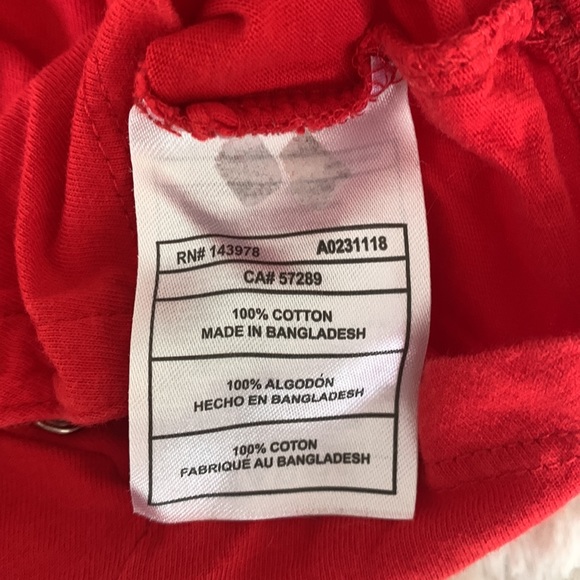 RN# 143978 A0231118
CA# 57289
100% COTTON
MADE IN BANGLADESH
100% ALGODÓN
HECHO EN BANGLADESH
100% COTON
FABRIQUÉ AU BANGLADESH